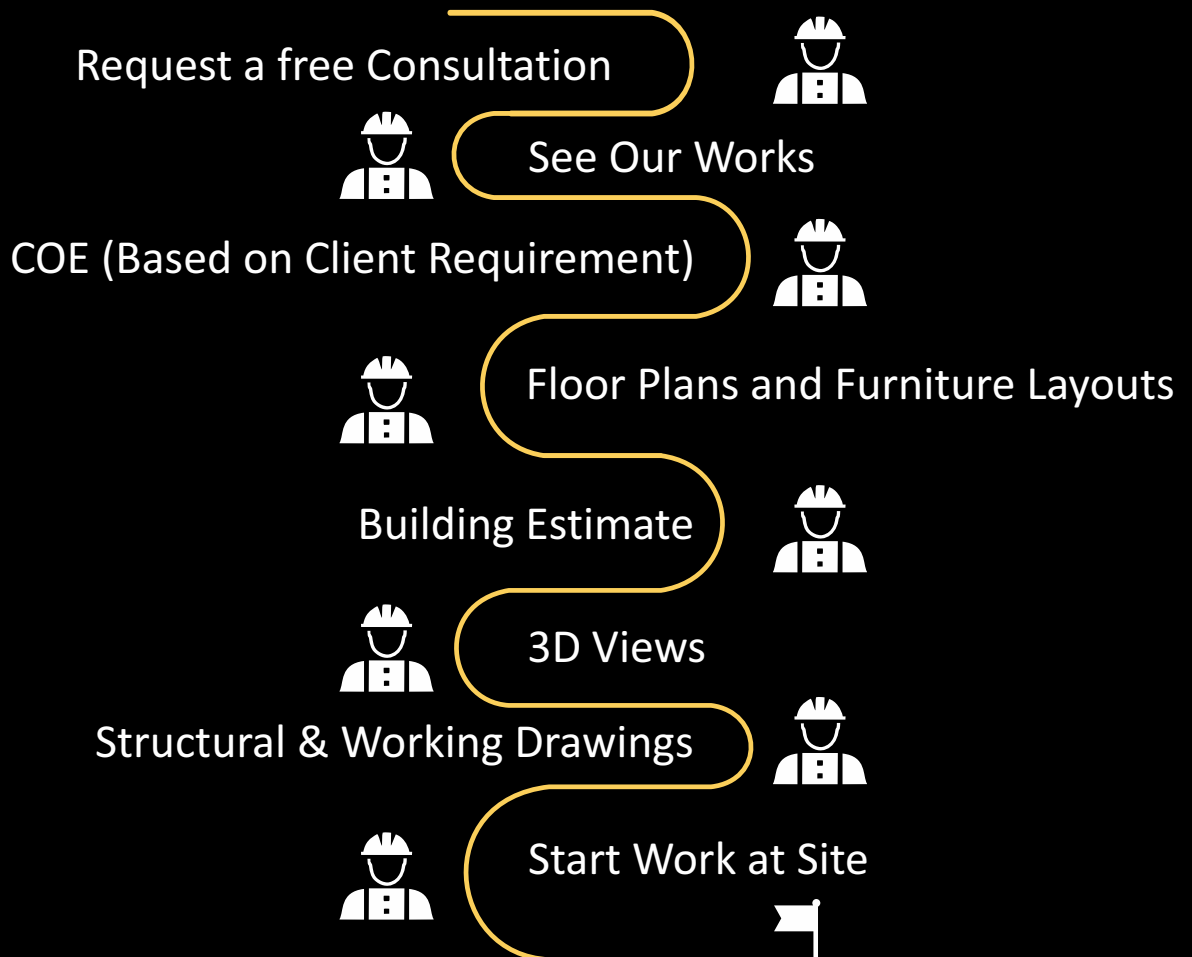 Request a free Consultation
See Our Works
COE (Based on Client Requirement)
Floor Plans and Furniture Layouts
Building Estimate
3D Views
Structural & Working Drawings
Start Work at Site